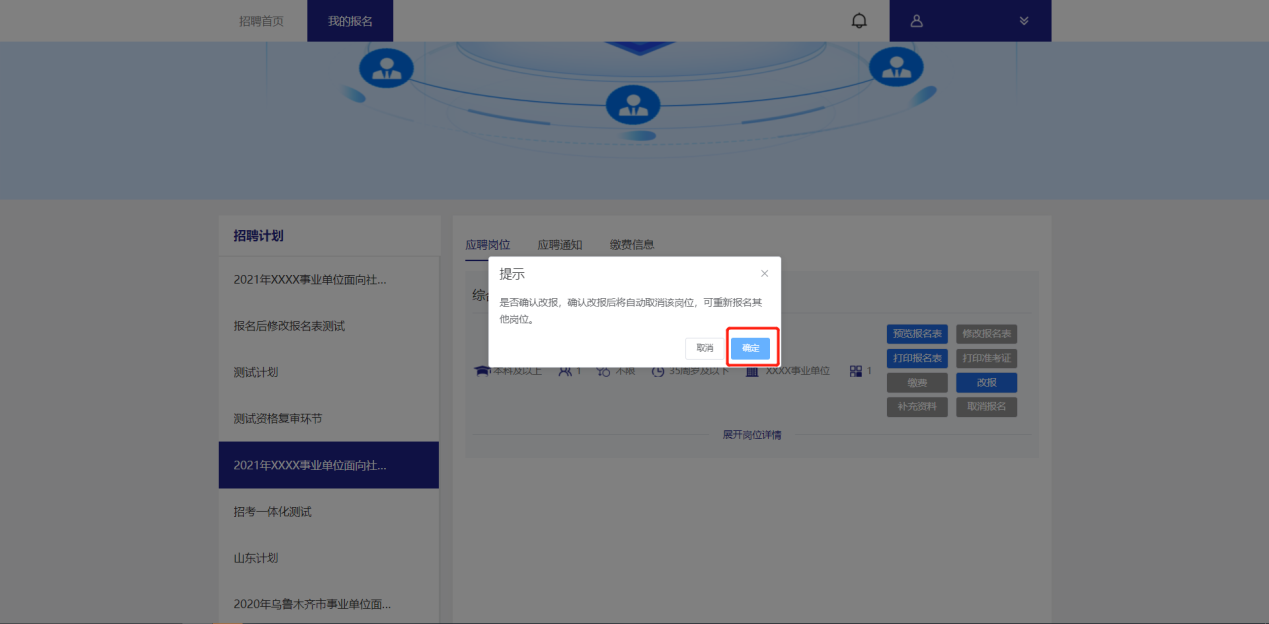 招聘首页
我的报名
招聘计划
2021年XXXX事业单位面向社...
报名后修改报名表测试
测试计划
测试资格复审环节
2021年XXXX事业单位面向社...
招考一体化测试
山东计划
2020年乌鲁木齐市事业单位面...
应聘岗位 应聘通知 缴费信息
综
提示
是否确认改报，确认改报后将自动取消该岗位，可重新报名其
他岗位。
取消 确定
本科及以上 1 不限 35周岁及以下 XXXX事业单位 1
预览报名表 修改报名表
打印报名表 打印准考证
缴费 改报
补充资料 取消报名
展开岗位详情